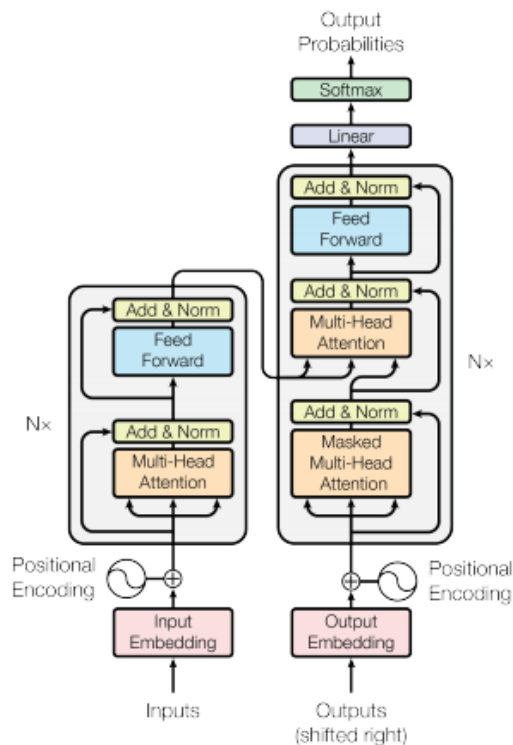 Output
Probabilities
Softmax
Linear
Add & Norm
Feed
Forward
Add & Norm
Multi-Head
Attention
Add & Norm
Masked
Multi-Head
Attention
N×
Positional
Encoding
Output
Embedding
Outputs
(shifted right)
Add & Norm
Feed
Forward
Add & Norm
Multi-Head
Attention
N×
Positional
Encoding
Input
Embedding
Inputs